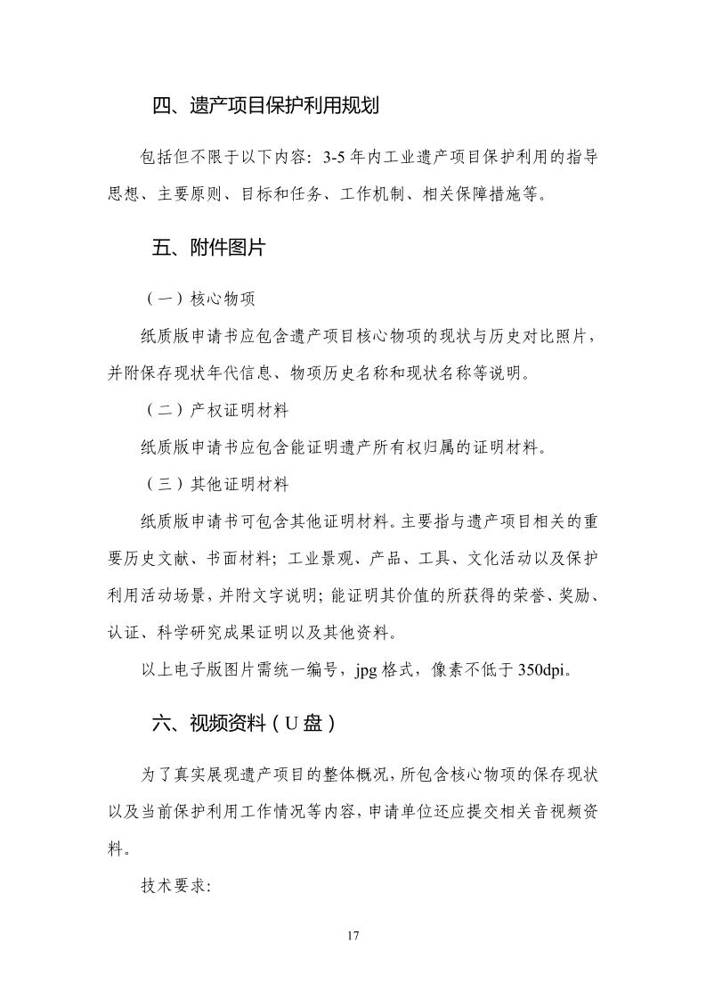 四、遗产项目保护利用规划
包括但不限于以下内容：3-5 年内工业遗产项目保护利用的指导
思想、主要原则、目标和任务、工作机制、相关保障措施等。
五、附件图片
（一）核心物项
纸质版申请书应包含遗产项目核心物项的现状与历史对比照片，
并附保存现状年代信息、物项历史名称和现状名称等说明。
（二）产权证明材料
纸质版申请书应包含能证明遗产所有权归属的证明材料。
（三）其他证明材料
纸质版申请书可包含其他证明材料。主要指与遗产项目相关的重
要历史文献、书面材料；工业景观、产品、工具、文化活动以及保护
利用活动场景，并附文字说明；能证明其价值的所获得的荣誉、奖励、
认证、科学研究成果证明以及其他资料。
以上电子版图片需统一编号，jpg 格式，像素不低于 350dpi。
六、视频资料（U 盘）
为了真实展现遗产项目的整体概况，所包含核心物项的保存现状
以及当前保护利用工作情况等内容，申请单位还应提交相关音视频资
料。
技术要求：
17